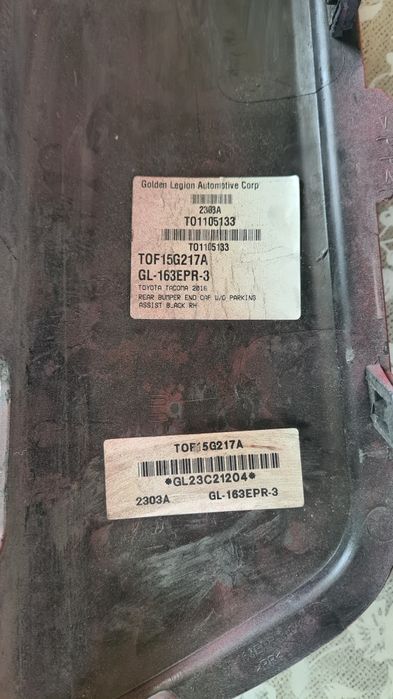 Golden Legion Automotive Corp
2303A
TO1105133
TO1105133
TOF15G217A
GL-163EPR-3
TOYOTA TACOMA 2016
REAR BUMPER END CAP W/O PARKING
ASSIST BLACK RH
TOF15G217A
*GL23C21204*
2303A GL-163EPR-3